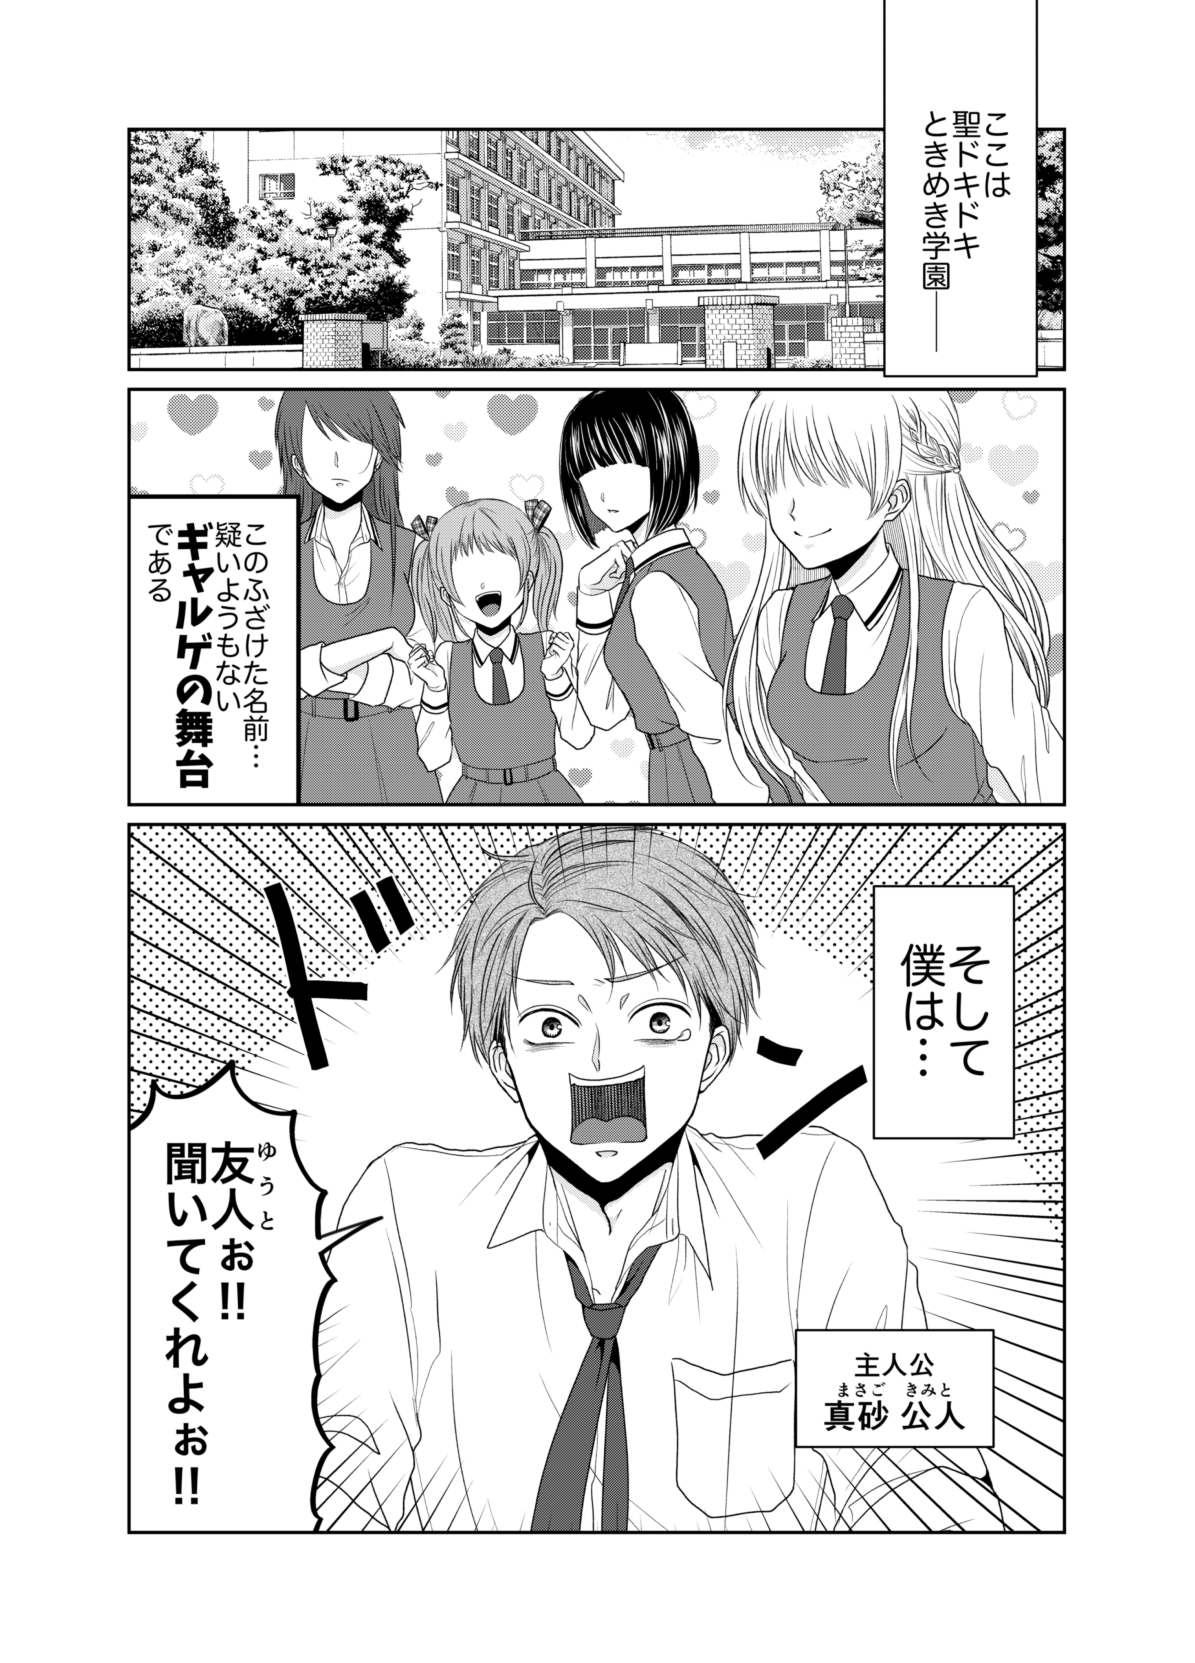 ここは
聖ドキドキ
ときめき学園――
このふざけた名前…
疑いようもない
ギャルゲの舞台
である
そして
僕は…
ドーン
友人ぉ!!
ゆうと
聞いてくれよぉ!!
主人公
まさご きみと
真砂 公人